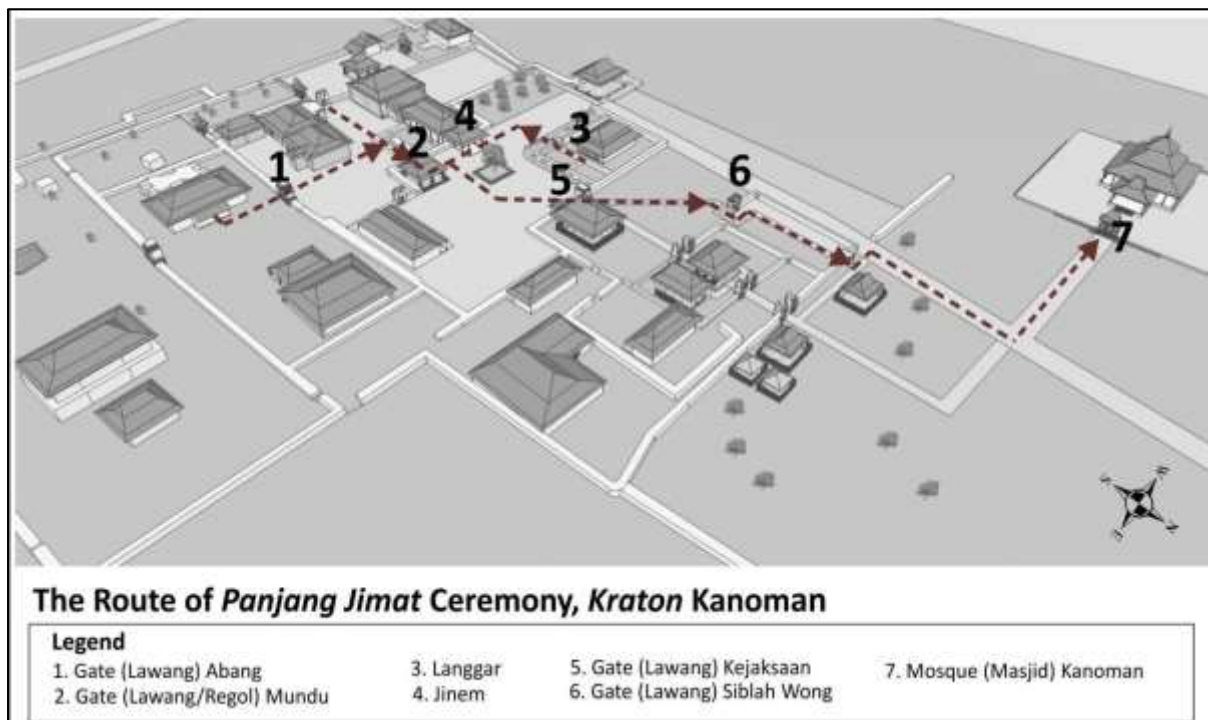 4
1 2 3
5 6
7
The Route of Panjang Jimat Ceremony, Kraton Kanoman
Legend
1. Gate (Lawang) Abang
2. Gate (Lawang/Regol) Mundu
3. Langgar
4. Jinem
5. Gate (Lawang) Kejaksaan
6. Gate (Lawang) Siblah Wong
7. Mosque (Masjid) Kanoman